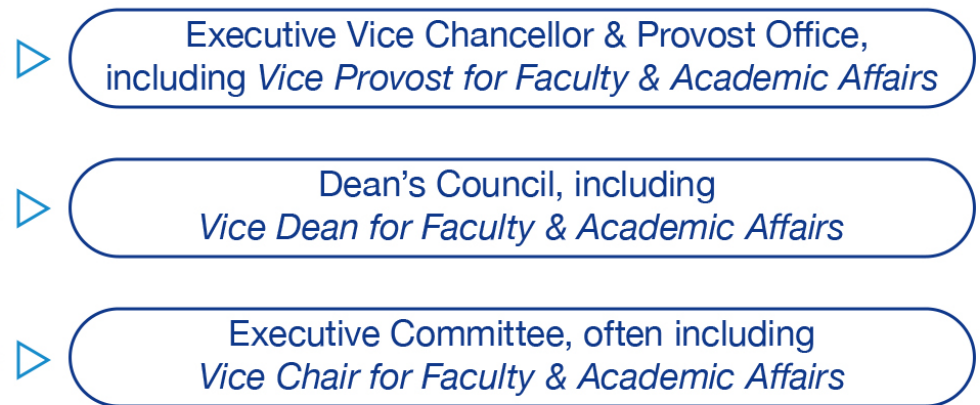 Executive Vice Chancellor & Provost Office,
including Vice Provost for Faculty & Academic Affairs
Dean’s Council, including
Vice Dean for Faculty & Academic Affairs
Executive Committee, often including
Vice Chair for Faculty & Academic Affairs